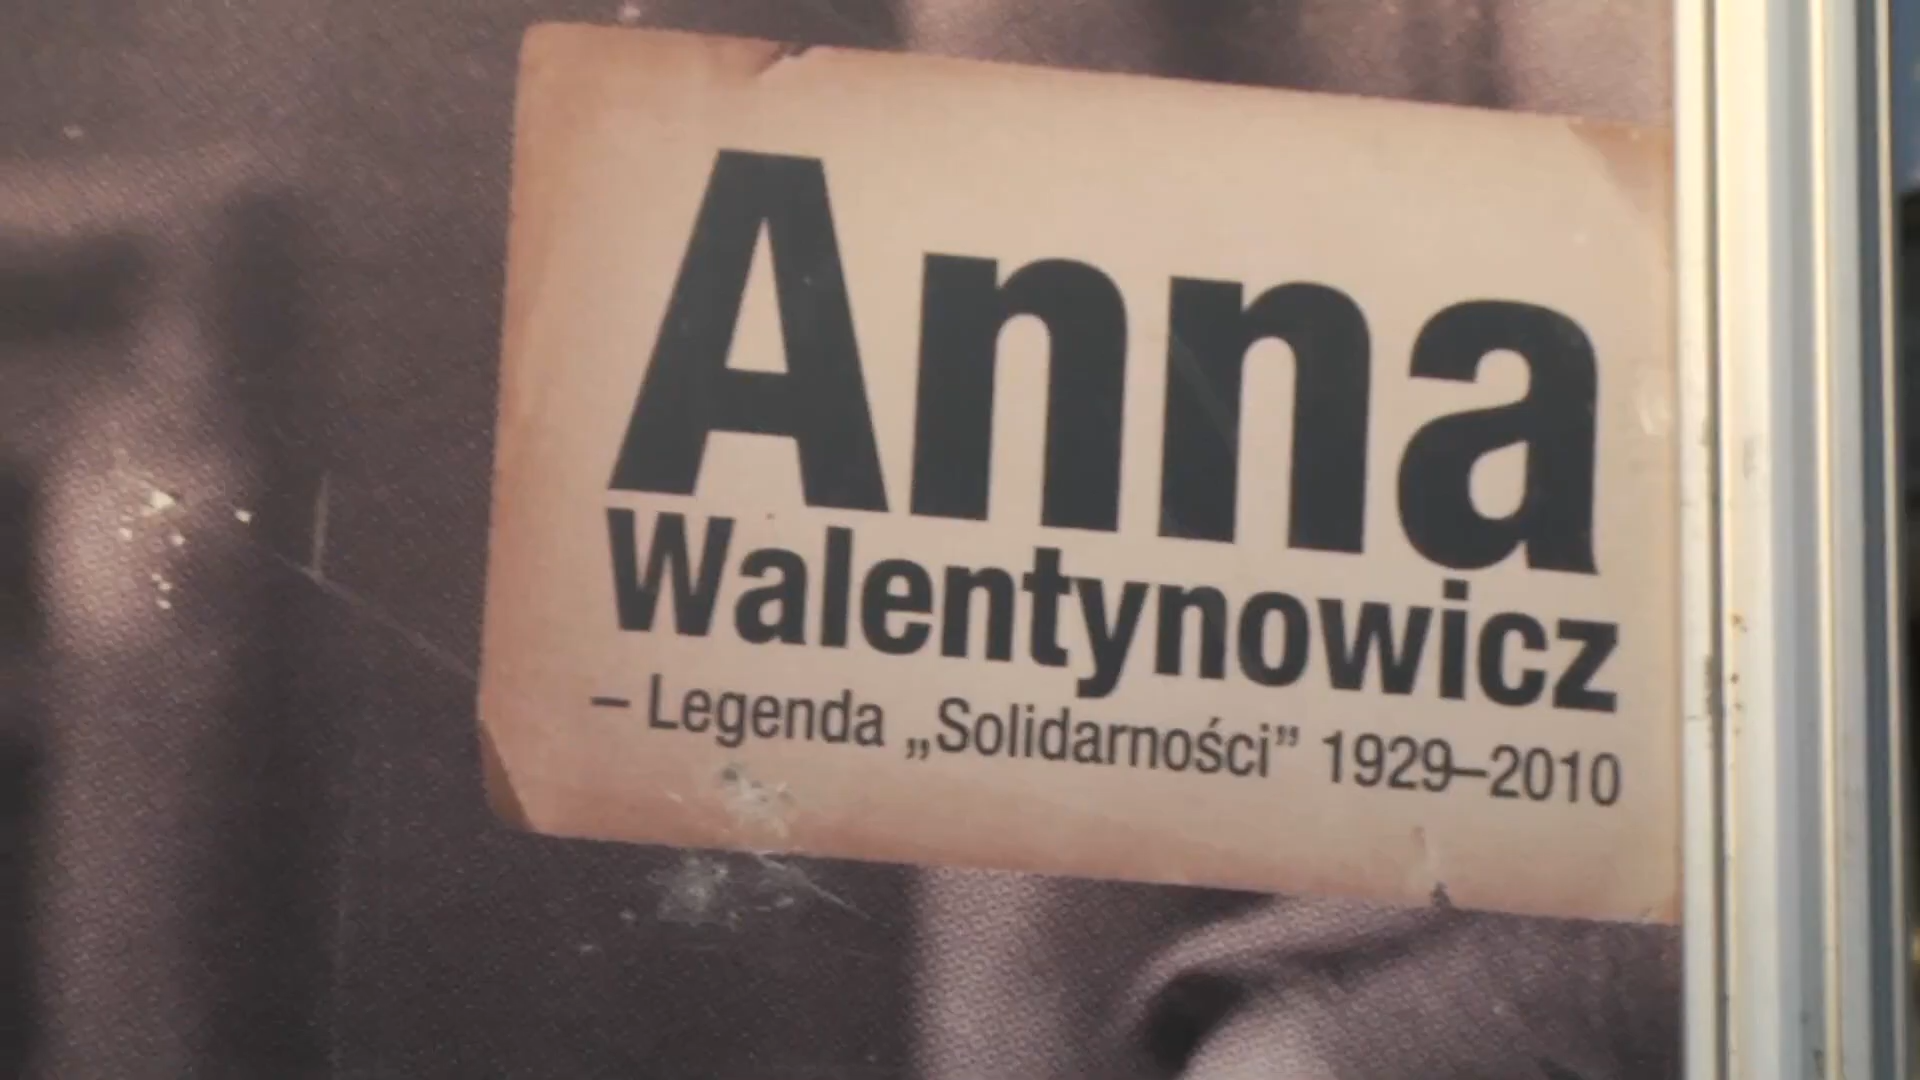 Anna
Walentynowicz
– Legenda „Solidarności” 1929–2010